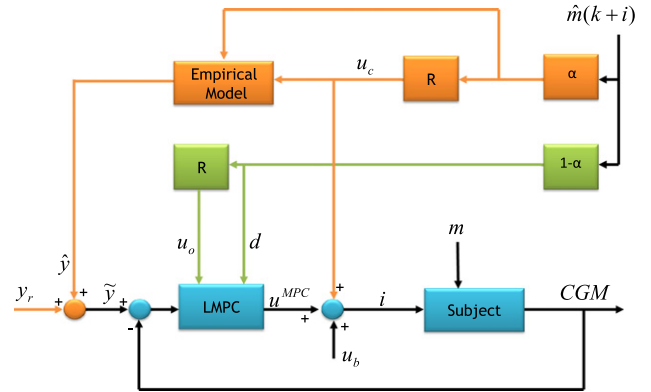 m̂(k+i)
Empirical
Model
u_c
R
α
R
1-α
ŷ
u_o
d
m
y_r
+
+
ỹ
+
-
LMPC
u^{MPC}
+
+
+
i
Subject
CGM
u_b